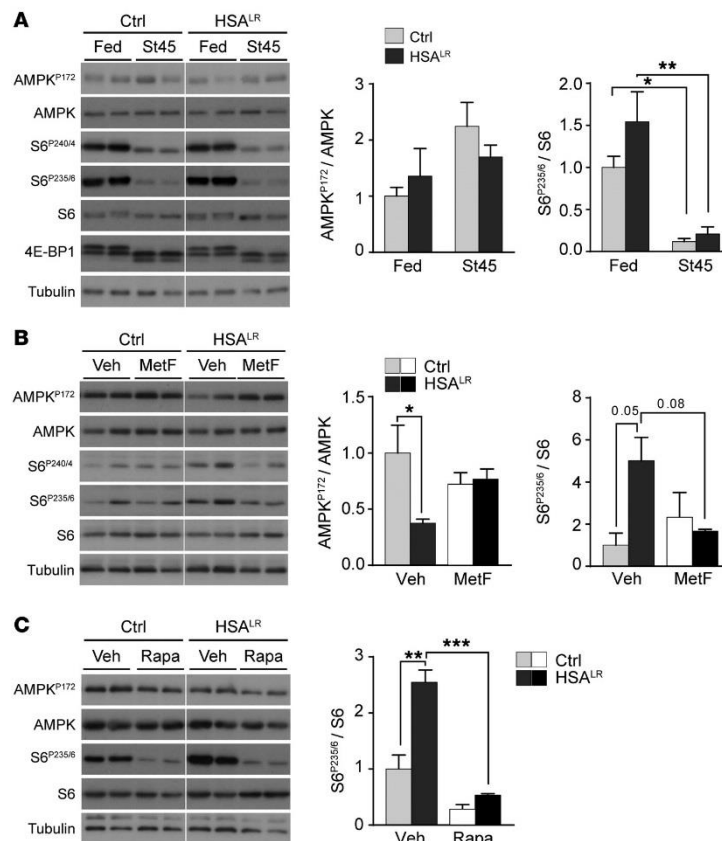 A
Ctrl HSA^LR
Fed St45 Fed St45
AMPK^P172
AMPK
S6^P240/4
S6^P235/6
S6
4E-BP1
Tubulin
Ctrl
HSA^LR
AMPK^P172 / AMPK
3
2
1
0
Fed St45
S6^P235/6 / S6
2.0
1.5
1.0
0.5
0.0
* **
Fed St45
B
Ctrl HSA^LR
Veh MetF Veh MetF
AMPK^P172
AMPK
S6^P240/4
S6^P235/6
S6
Tubulin
Ctrl
HSA^LR
AMPK^P172 / AMPK
1.5
1.0
0.5
0.0
*
Veh MetF
S6^P235/6 / S6
8
6
4
2
0
0.05 0.08
Veh MetF
C
Ctrl HSA^LR
Veh Rapa Veh Rapa
AMPK^P172
AMPK
S6^P235/6
S6
Tubulin
S6^P235/6 / S6
3
2
1
0
** ***
Veh Rapa
Ctrl
HSA^LR